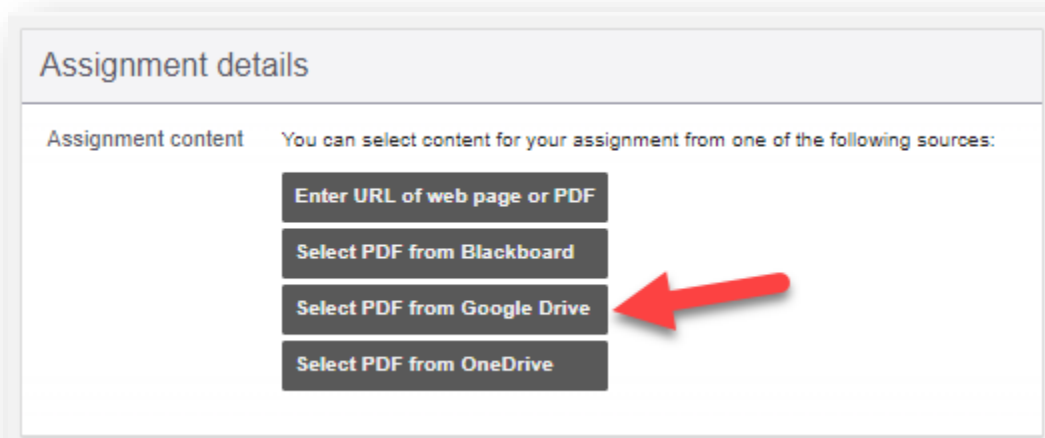 Assignment details
Assignment content You can select content for your assignment from one of the following sources:
Enter URL of web page or PDF
Select PDF from Blackboard
Select PDF from Google Drive
Select PDF from OneDrive